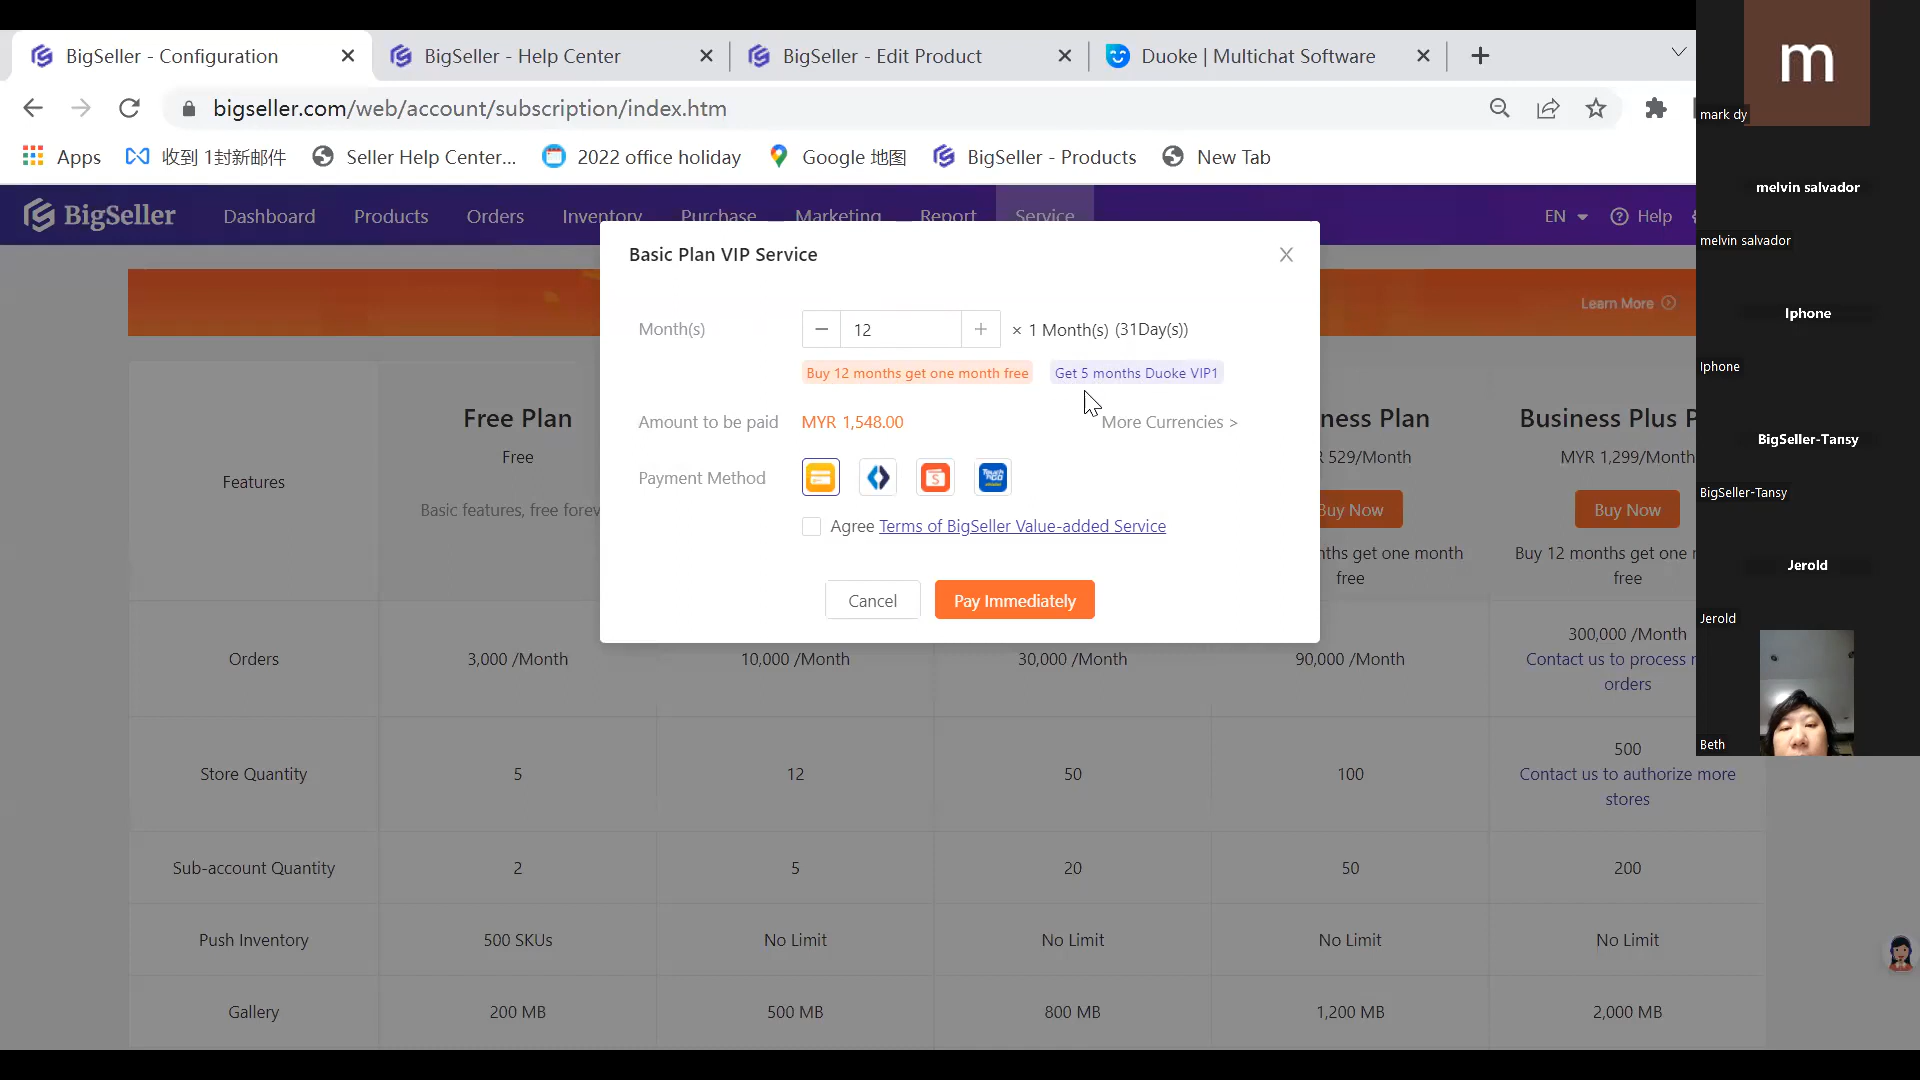 BigSeller - Configuration
BigSeller - Help Center
BigSeller - Edit Product
Duoke | Multichat Software
bigseller.com/web/account/subscription/index.htm
Apps
收到 1封新邮件
Seller Help Center...
2022 office holiday
Google 地图
BigSeller - Products
New Tab
BigSeller
Dashboard
Products
Orders
Inventory
Purchase
Marketing
Report
Service
EN
Help
Learn More
Basic Plan VIP Service
Month(s)
12
× 1 Month(s) (31Day(s))
Buy 12 months get one month free
Get 5 months Duoke VIP1
Amount to be paid
MYR 1,548.00
More Currencies >
Payment Method
Agree Terms of BigSeller Value-added Service
Cancel
Pay Immediately
Features
Free Plan
Free
Basic features, free forev
ness Plan
R 529/Month
Buy Now
ths get one month
free
Business Plus P
MYR 1,299/Month
Buy Now
Buy 12 months get one
free
Orders
3,000 /Month
10,000 /Month
30,000 /Month
90,000 /Month
300,000 /Month
Contact us to process
orders
Store Quantity
5
12
50
100
500
Contact us to authorize more
stores
Sub-account Quantity
2
5
20
50
200
Push Inventory
500 SKUs
No Limit
No Limit
No Limit
No Limit
Gallery
200 MB
500 MB
800 MB
1,200 MB
2,000 MB
m
mark dy
melvin salvador
melvin salvador
Iphone
Iphone
BigSeller-Tansy
BigSeller-Tansy
Jerold
Jerold
Beth